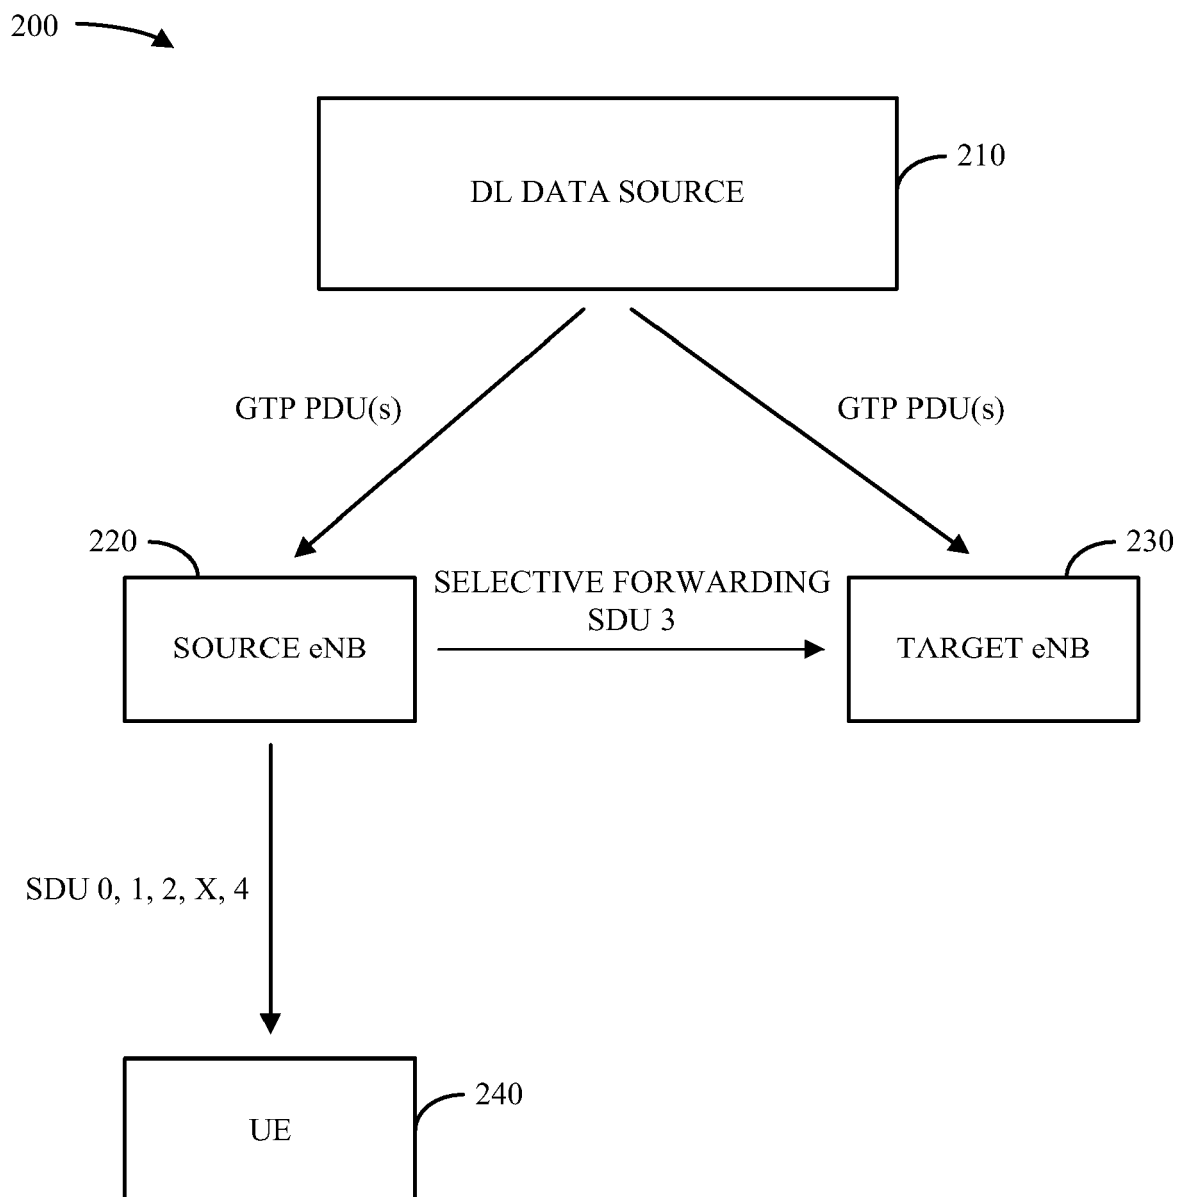 200
210
DL DATA SOURCE
GTP PDU(s)
GTP PDU(s)
220
230
SELECTIVE FORWARDING
SDU 3
SOURCE eNB
TARGET eNB
SDU 0, 1, 2, X, 4
240
UE